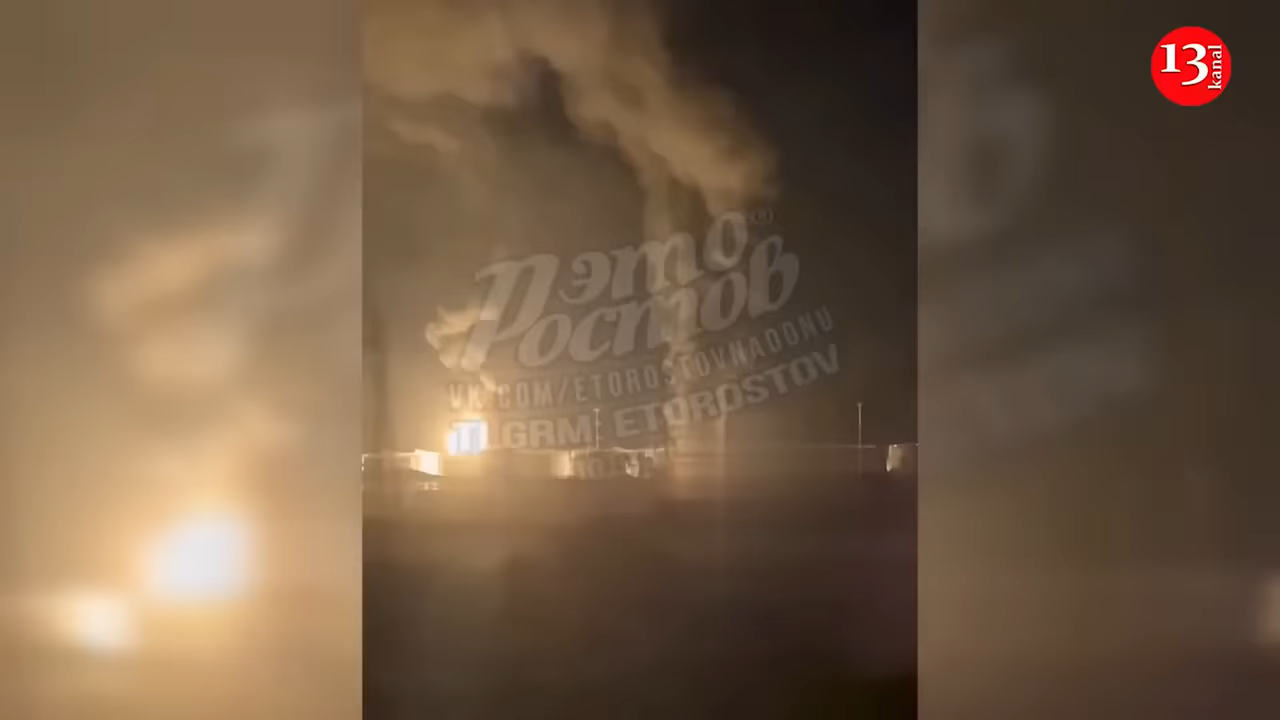 13 kanal
Это
Ростов
®
VK.COM/ETOROSTOVNADONU
TLGRM: ETOROSTOV